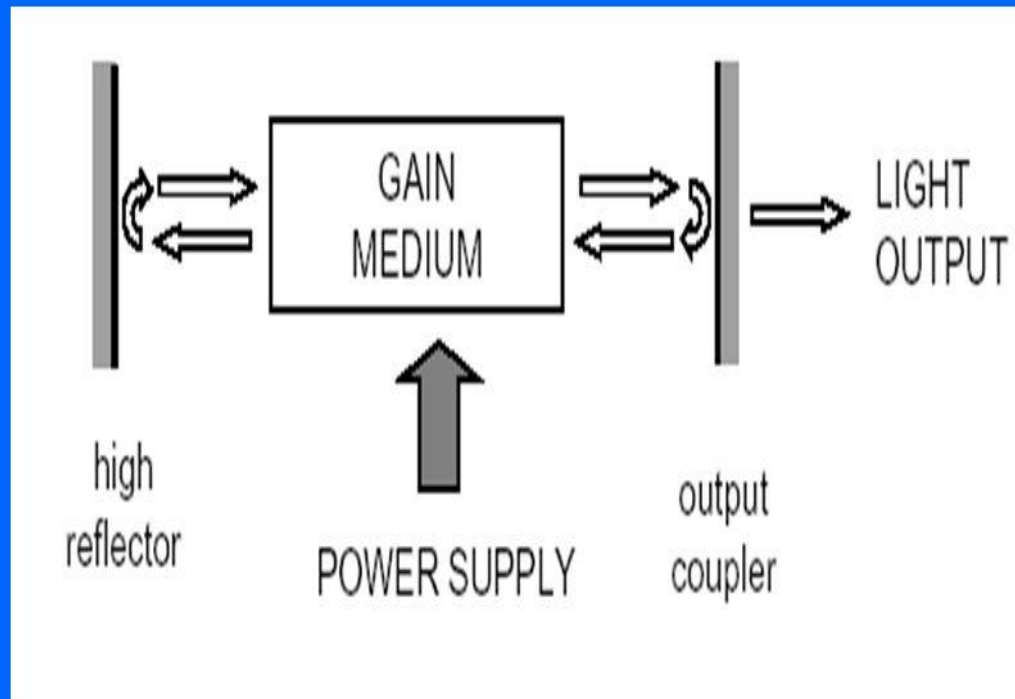 GAIN
MEDIUM
LIGHT
OUTPUT
high
reflector
POWER SUPPLY
output
coupler